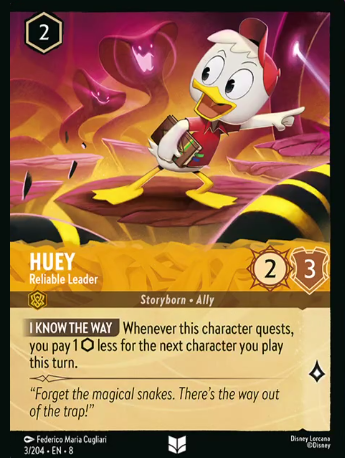 2
HUEY
Reliable Leader
2
3
Storyborn • Ally
I KNOW THE WAY Whenever this character quests,
you pay 1 less for the next character you play
this turn.
“Forget the magical snakes. There’s the way out
of the trap!”
Federico Maria Cugliari
3/204 • EN • 8
Disney Lorcana
©Disney